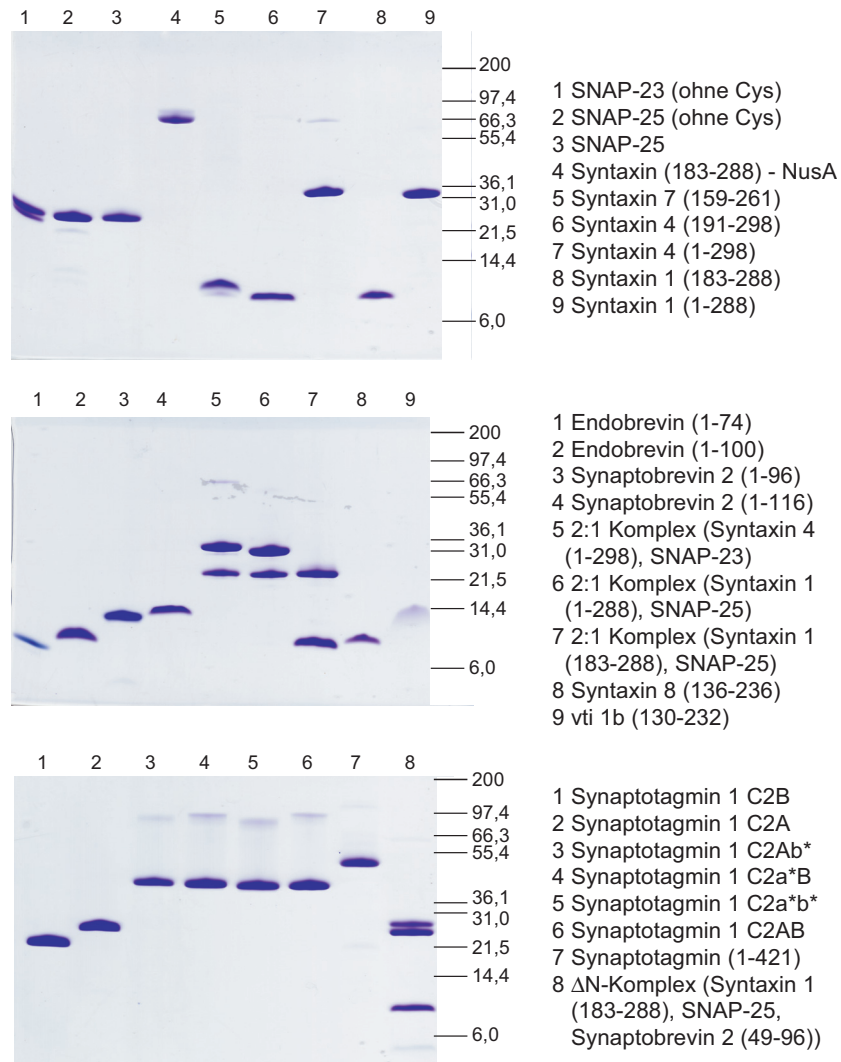 1 2 3 4 5 6 7 8 9
200
97,4
66,3
55,4
36,1
31,0
21,5
14,4
6,0
1 SNAP-23 (ohne Cys)
2 SNAP-25 (ohne Cys)
3 SNAP-25
4 Syntaxin (183-288) - NusA
5 Syntaxin 7 (159-261)
6 Syntaxin 4 (191-298)
7 Syntaxin 4 (1-298)
8 Syntaxin 1 (183-288)
9 Syntaxin 1 (1-288)
1 2 3 4 5 6 7 8 9
200
97,4
66,3
55,4
36,1
31,0
21,5
14,4
6,0
1 Endobrevin (1-74)
2 Endobrevin (1-100)
3 Synaptobrevin 2 (1-96)
4 Synaptobrevin 2 (1-116)
5 2:1 Komplex (Syntaxin 4
(1-298), SNAP-23)
6 2:1 Komplex (Syntaxin 1
(1-288), SNAP-25)
7 2:1 Komplex (Syntaxin 1
(183-288), SNAP-25)
8 Syntaxin 8 (136-236)
9 vti 1b (130-232)
1 2 3 4 5 6 7 8
200
97,4
66,3
55,4
36,1
31,0
21,5
14,4
6,0
1 Synaptotagmin 1 C2B
2 Synaptotagmin 1 C2A
3 Synaptotagmin 1 C2Ab*
4 Synaptotagmin 1 C2a*B
5 Synaptotagmin 1 C2a*b*
6 Synaptotagmin 1 C2AB
7 Synaptotagmin (1-421)
8 ΔN-Komplex (Syntaxin 1
(183-288), SNAP-25,
Synaptobrevin 2 (49-96))